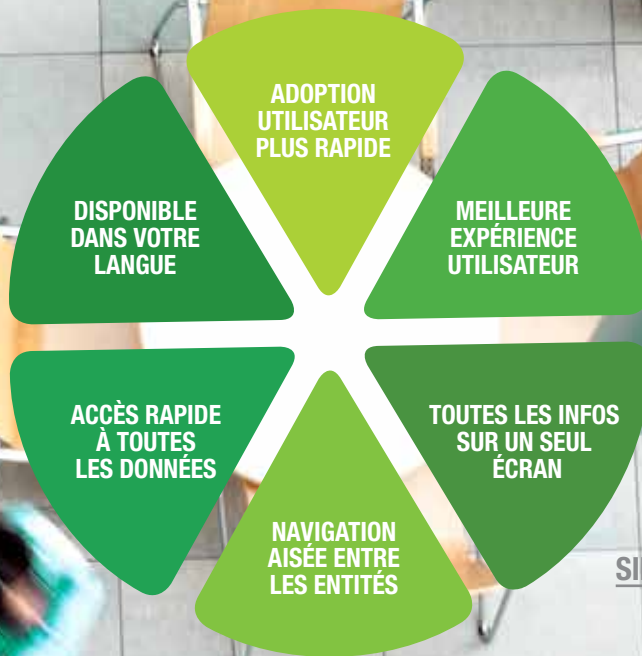 ADOPTION
UTILISATEUR
PLUS RAPIDE
MEILLEURE
EXPÉRIENCE
UTILISATEUR
TOUTES LES INFOS
SUR UN SEUL
ÉCRAN
NAVIGATION
AISÉE ENTRE
LES ENTITÉS
ACCÈS RAPIDE
À TOUTES
LES DONNÉES
DISPONIBLE
DANS VOTRE
LANGUE